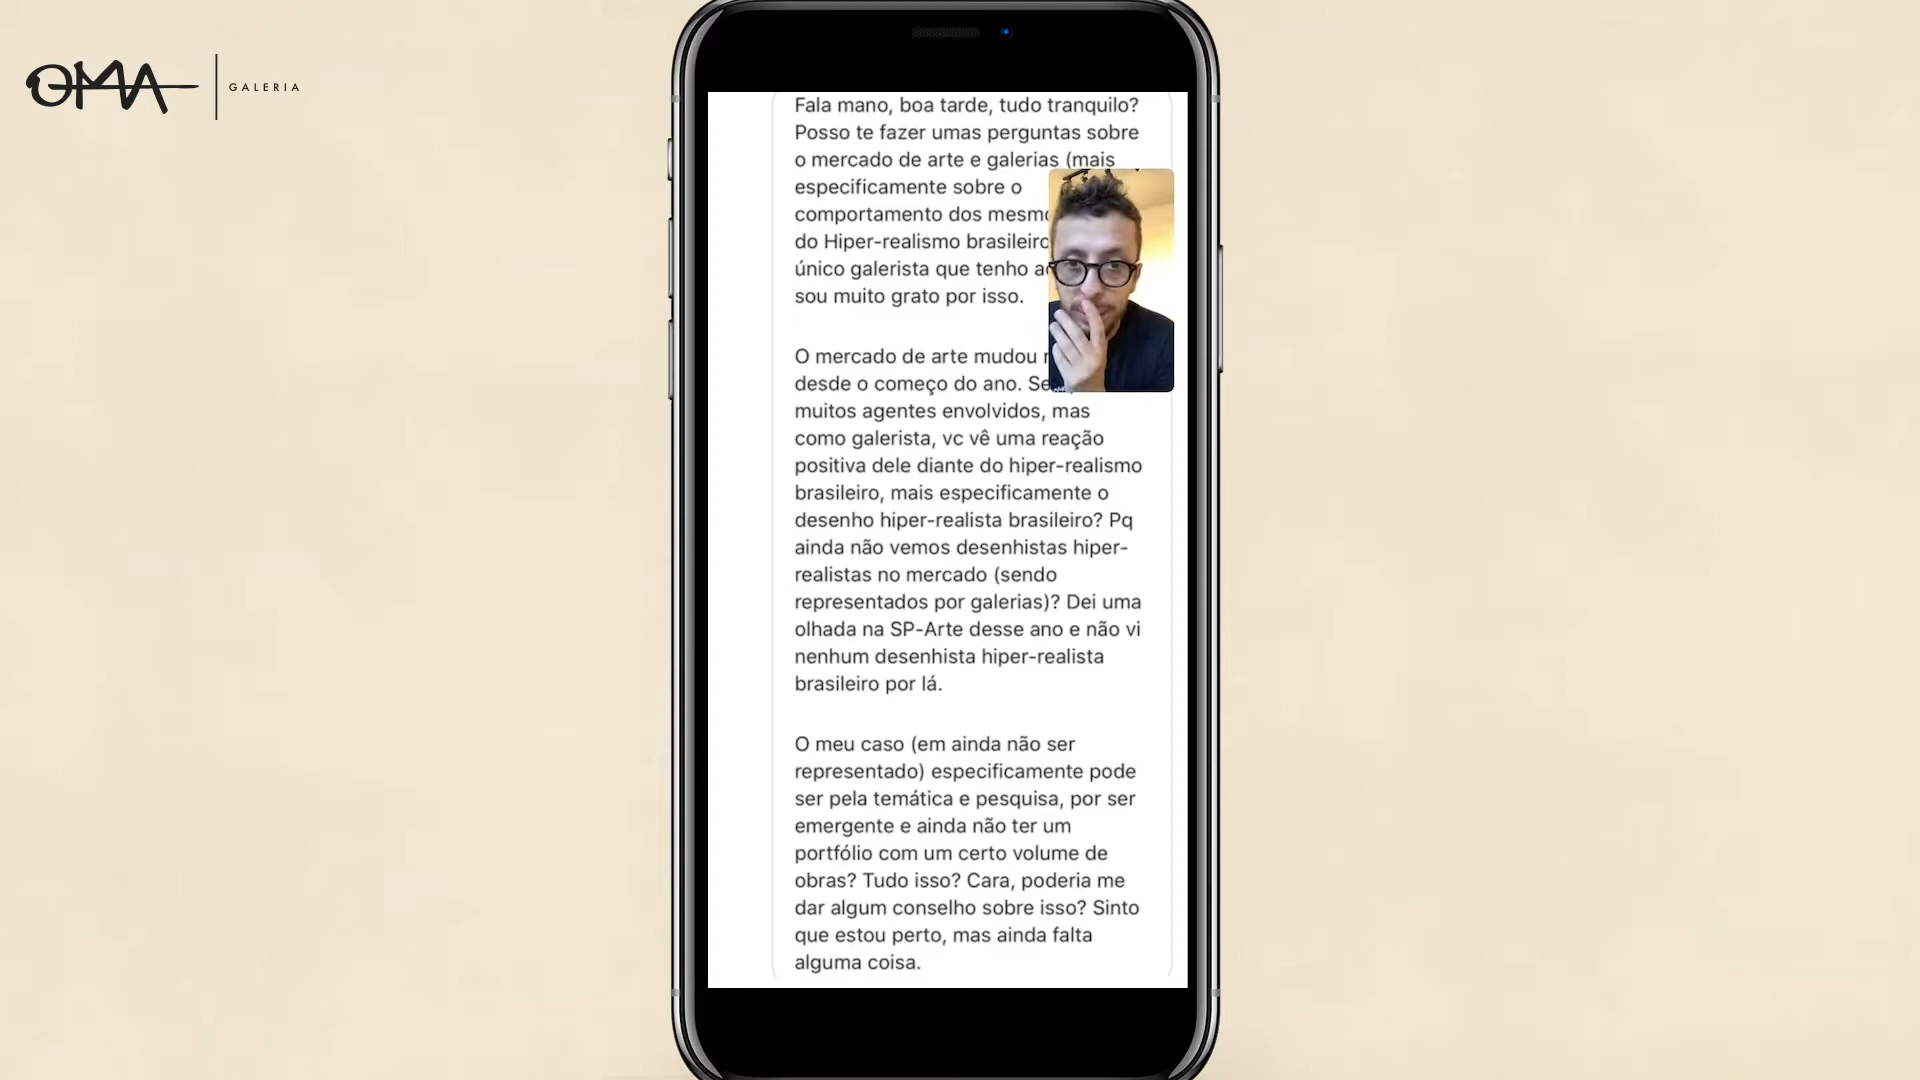 OMA
GALERIA
Fala mano, boa tarde, tudo tranquilo?
Posso te fazer umas perguntas sobre
o mercado de arte e galerias (mais
especificamente sobre o
comportamento dos
do Hiper-realismo brasileiro
único galerista que tenho
sou muito grato por isso.
O mercado de arte mudou
desde o começo do ano.
muitos agentes envolvidos, mas
como galerista, vc vê uma reação
positiva dele diante do hiper-realismo
brasileiro, mais especificamente o
desenho hiper-realista brasileiro? Pq
ainda não vemos desenhistas hiper-
realistas no mercado (sendo
representados por galerias)? Dei uma
olhada na SP-Arte desse ano e não vi
nenhum desenhista hiper-realista
brasileiro por lá.
O meu caso (em ainda não ser
representado) especificamente pode
ser pela temática e pesquisa, por ser
emergente e ainda não ter um
portfólio com um certo volume de
obras? Tudo isso? Cara, poderia me
dar algum conselho sobre isso? Sinto
que estou perto, mas ainda falta
alguma coisa.